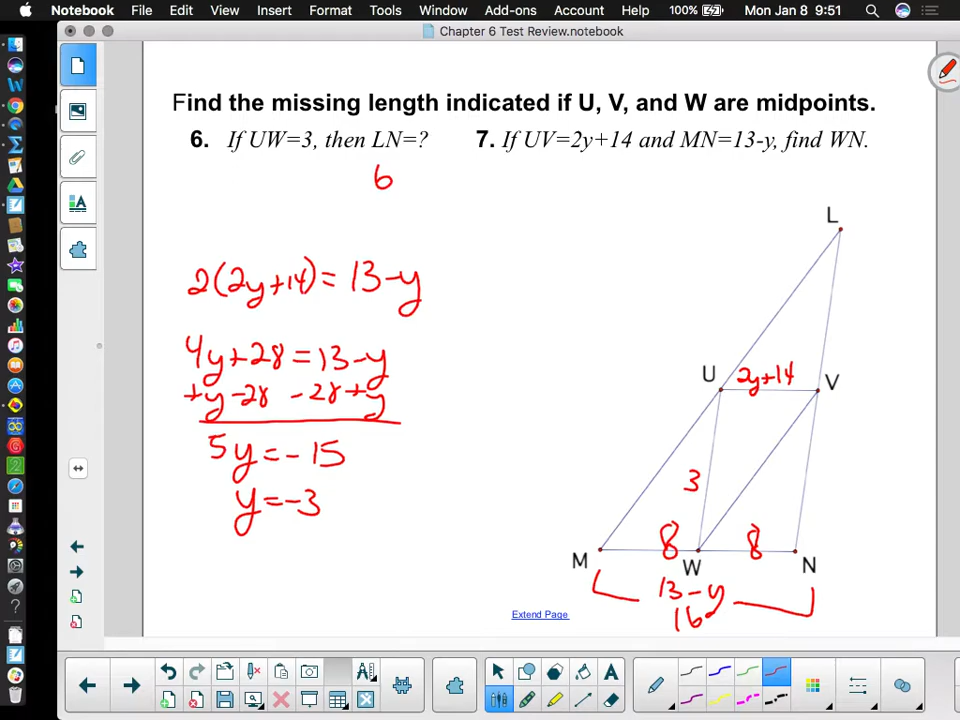 Notebook File Edit View Insert Format Tools Window Add-ons Account Help 100% Mon Jan 8 9:51
Chapter 6 Test Review.notebook
Find the missing length indicated if U, V, and W are midpoints.
6. If UW=3, then LN=? 7. If UV=2y+14 and MN=13-y, find WN.
6
2(2y+14)=13-y
4y+28=13-y
+y-28 -28+y
5y=-15
y=-3
L
U 2y+14 V
3
8 8
M W N
13-y
16
Extend Page